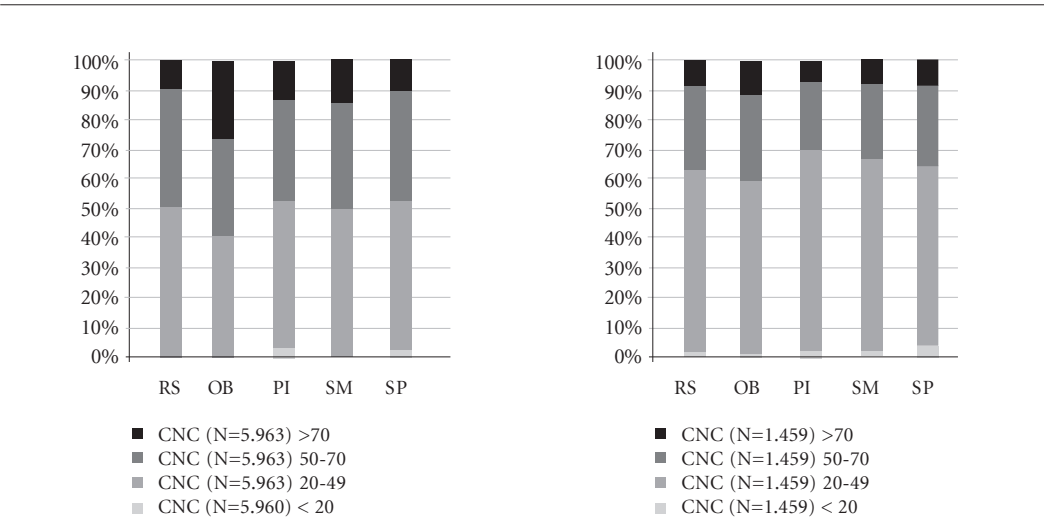 100%
90%
80%
70%
60%
50%
40%
30%
20%
10%
0%
RS OB PI SM SP
CNC (N=5.963) >70
CNC (N=5.963) 50-70
CNC (N=5.963) 20-49
CNC (N=5.960) < 20
100%
90%
80%
70%
60%
50%
40%
30%
20%
10%
0%
RS OB PI SM SP
CNC (N=1.459) >70
CNC (N=1.459) 50-70
CNC (N=1.459) 20-49
CNC (N=1.459) < 20